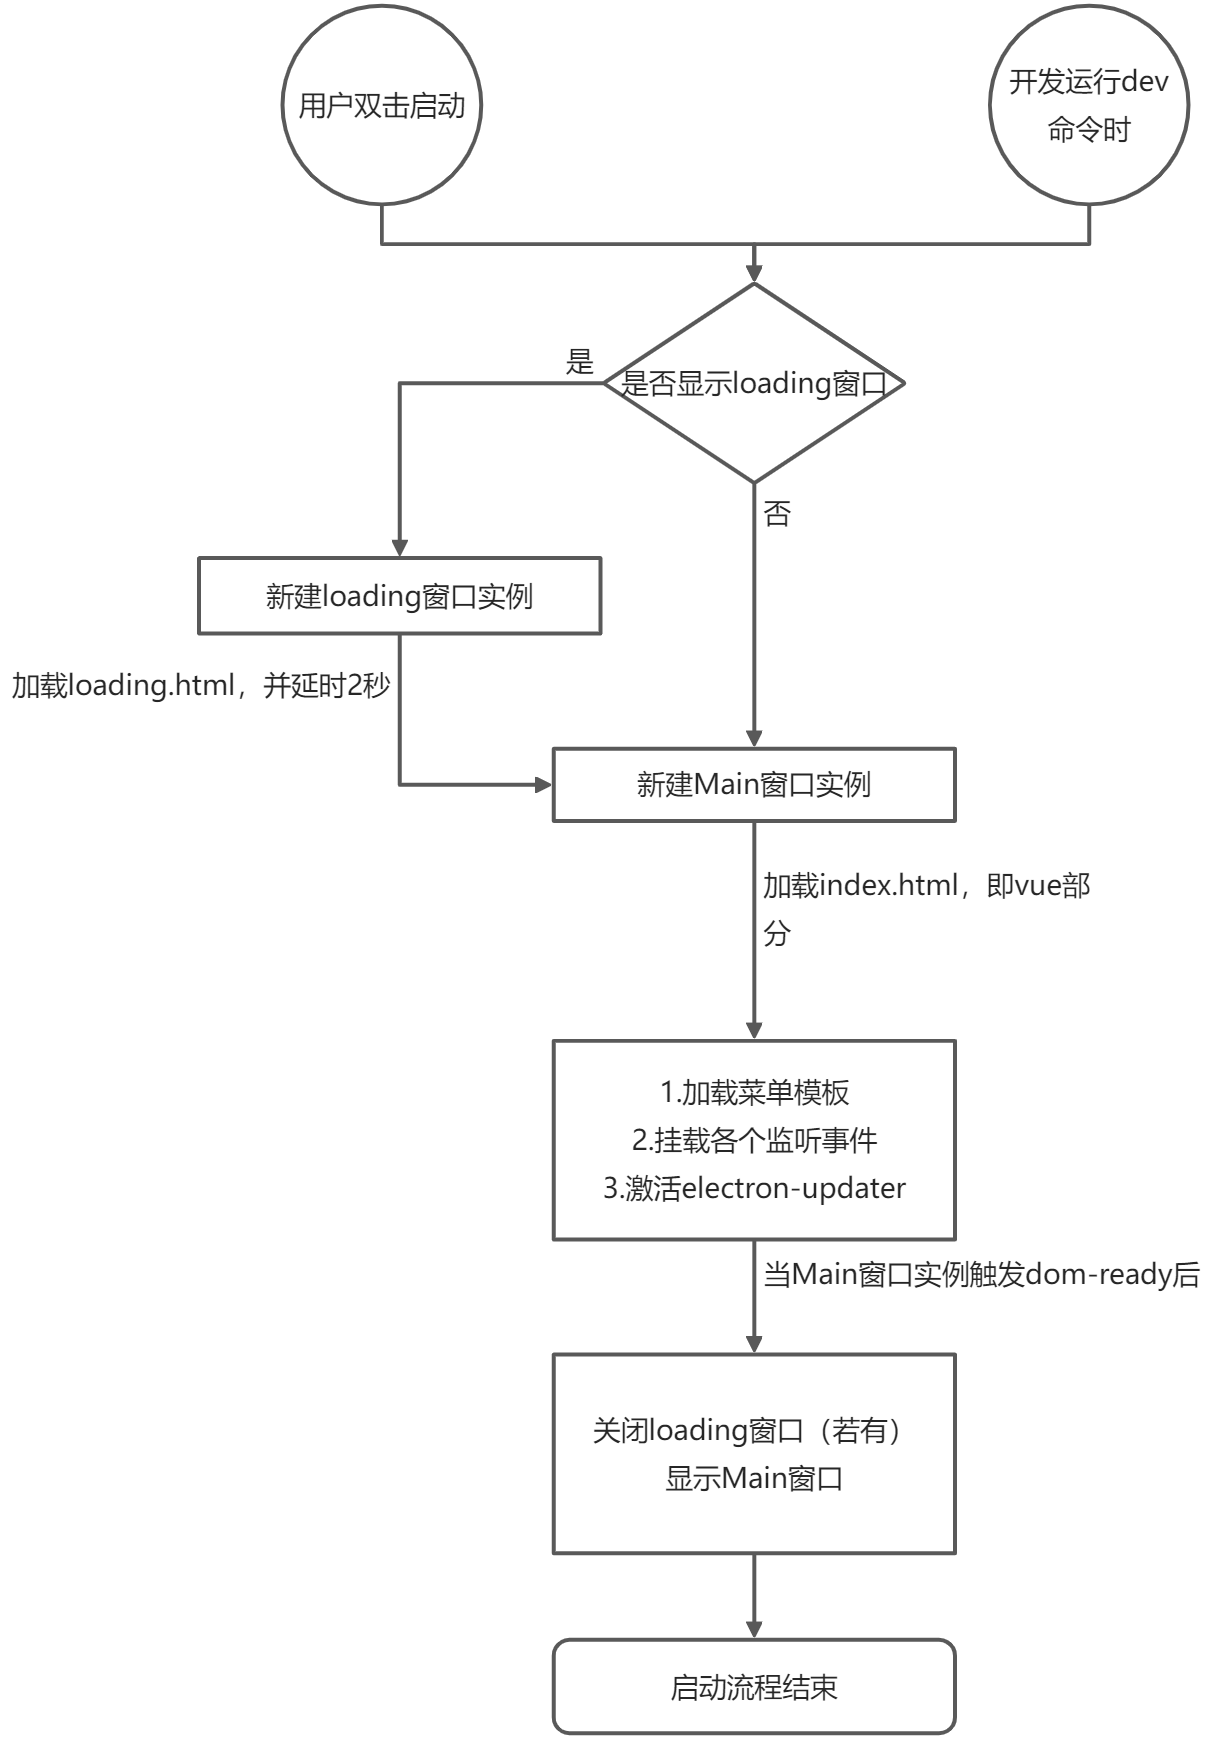 用户双击启动
开发运行dev
命令时
是否显示loading窗口
是
否
新建loading窗口实例
加载loading.html，并延时2秒
新建Main窗口实例
加载index.html，即vue部
分
1.加载菜单模板
2.挂载各个监听事件
3.激活electron-updater
当Main窗口实例触发dom-ready后
关闭loading窗口（若有）
显示Main窗口
启动流程结束